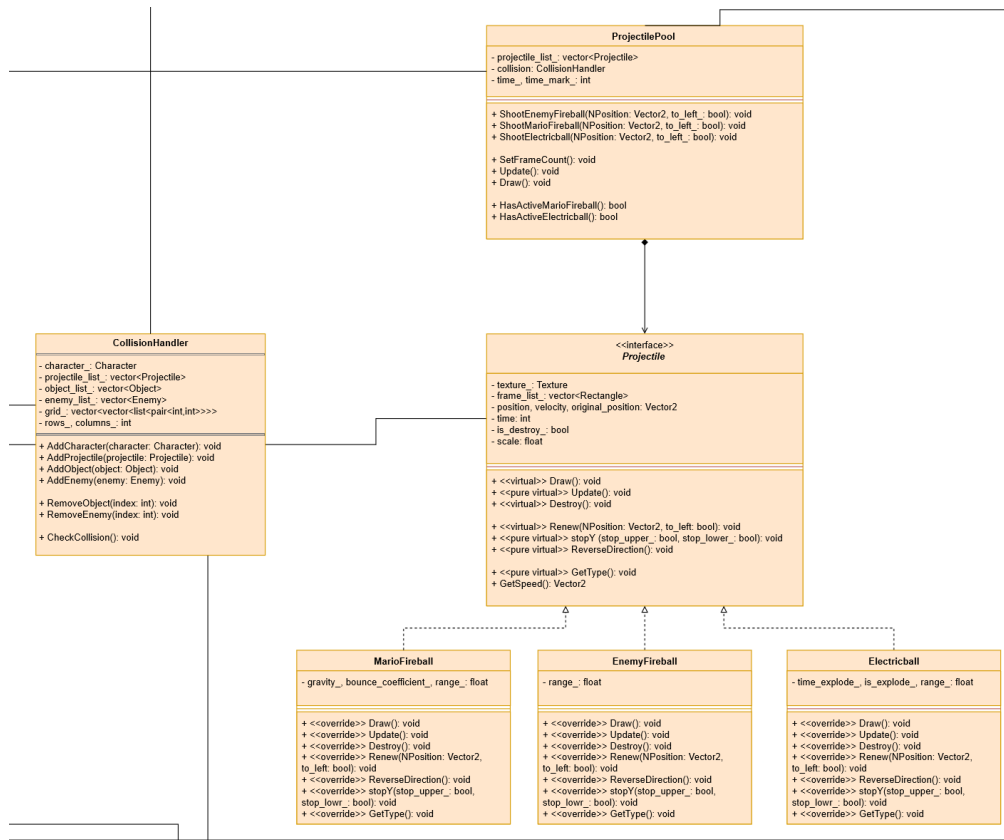 ProjectilePool
- projectile_list_: vector<Projectile>
- collision: CollisionHandler
- time_, time_mark_: int
+ ShootEnemyFireball(NPosition: Vector2, to_left_: bool): void
+ ShootMarioFireball(NPosition: Vector2, to_left_: bool): void
+ ShootElectricball(NPosition: Vector2, to_left_: bool): void
+ SetFrameCount(): void
+ Update(): void
+ Draw(): void
+ HasActiveMarioFireball(): bool
+ HasActiveElectricball(): bool
CollisionHandler
- character_: Character
- projectile_list_: vector<Projectile>
- object_list_: vector<Object>
- enemy_list_: vector<Enemy>
- grid_: vector<vector<list<pair<int,int>>>>
- rows_, columns_: int
+ AddCharacter(character: Character): void
+ AddProjectile(projectile: Projectile): void
+ AddObject(object: Object): void
+ AddEnemy(enemy: Enemy): void
+ RemoveObject(index: int): void
+ RemoveEnemy(index: int): void
+ CheckCollision(): void
<<interface>>
Projectile
- texture_: Texture
- frame_list_: vector<Rectangle>
- position, velocity, original_position: Vector2
- time: int
- is_destroy_: bool
- scale: float
+ <<virtual>> Draw(): void
+ <<pure virtual>> Update(): void
+ <<virtual>> Destroy(): void
+ <<virtual>> Renew(NPosition: Vector2, to_left: bool): void
+ <<pure virtual>> stopY (stop_upper_: bool, stop_lower_: bool): void
+ <<pure virtual>> ReverseDirection(): void
+ <<pure virtual>> GetType(): void
+ GetSpeed(): Vector2
MarioFireball
- gravity_, bounce_coefficient_, range_: float
+ <<override>> Draw(): void
+ <<override>> Update(): void
+ <<override>> Destroy(): void
+ <<override>> Renew(NPosition: Vector2,
to_left: bool): void
+ <<override>> ReverseDirection(): void
+ <<override>> stopY(stop_upper_: bool,
stop_lowr_: bool): void
+ <<override>> GetType(): void
EnemyFireball
- range_: float
+ <<override>> Draw(): void
+ <<override>> Update(): void
+ <<override>> Destroy(): void
+ <<override>> Renew(NPosition: Vector2,
to_left: bool): void
+ <<override>> ReverseDirection(): void
+ <<override>> stopY(stop_upper_: bool,
stop_lowr_: bool): void
+ <<override>> GetType(): void
Electricball
- time_explode_, is_explode_, range_: float
+ <<override>> Draw(): void
+ <<override>> Update(): void
+ <<override>> Destroy(): void
+ <<override>> Renew(NPosition: Vector2,
to_left: bool): void
+ <<override>> ReverseDirection(): void
+ <<override>> stopY(stop_upper_: bool,
stop_lowr_: bool): void
+ <<override>> GetType(): void